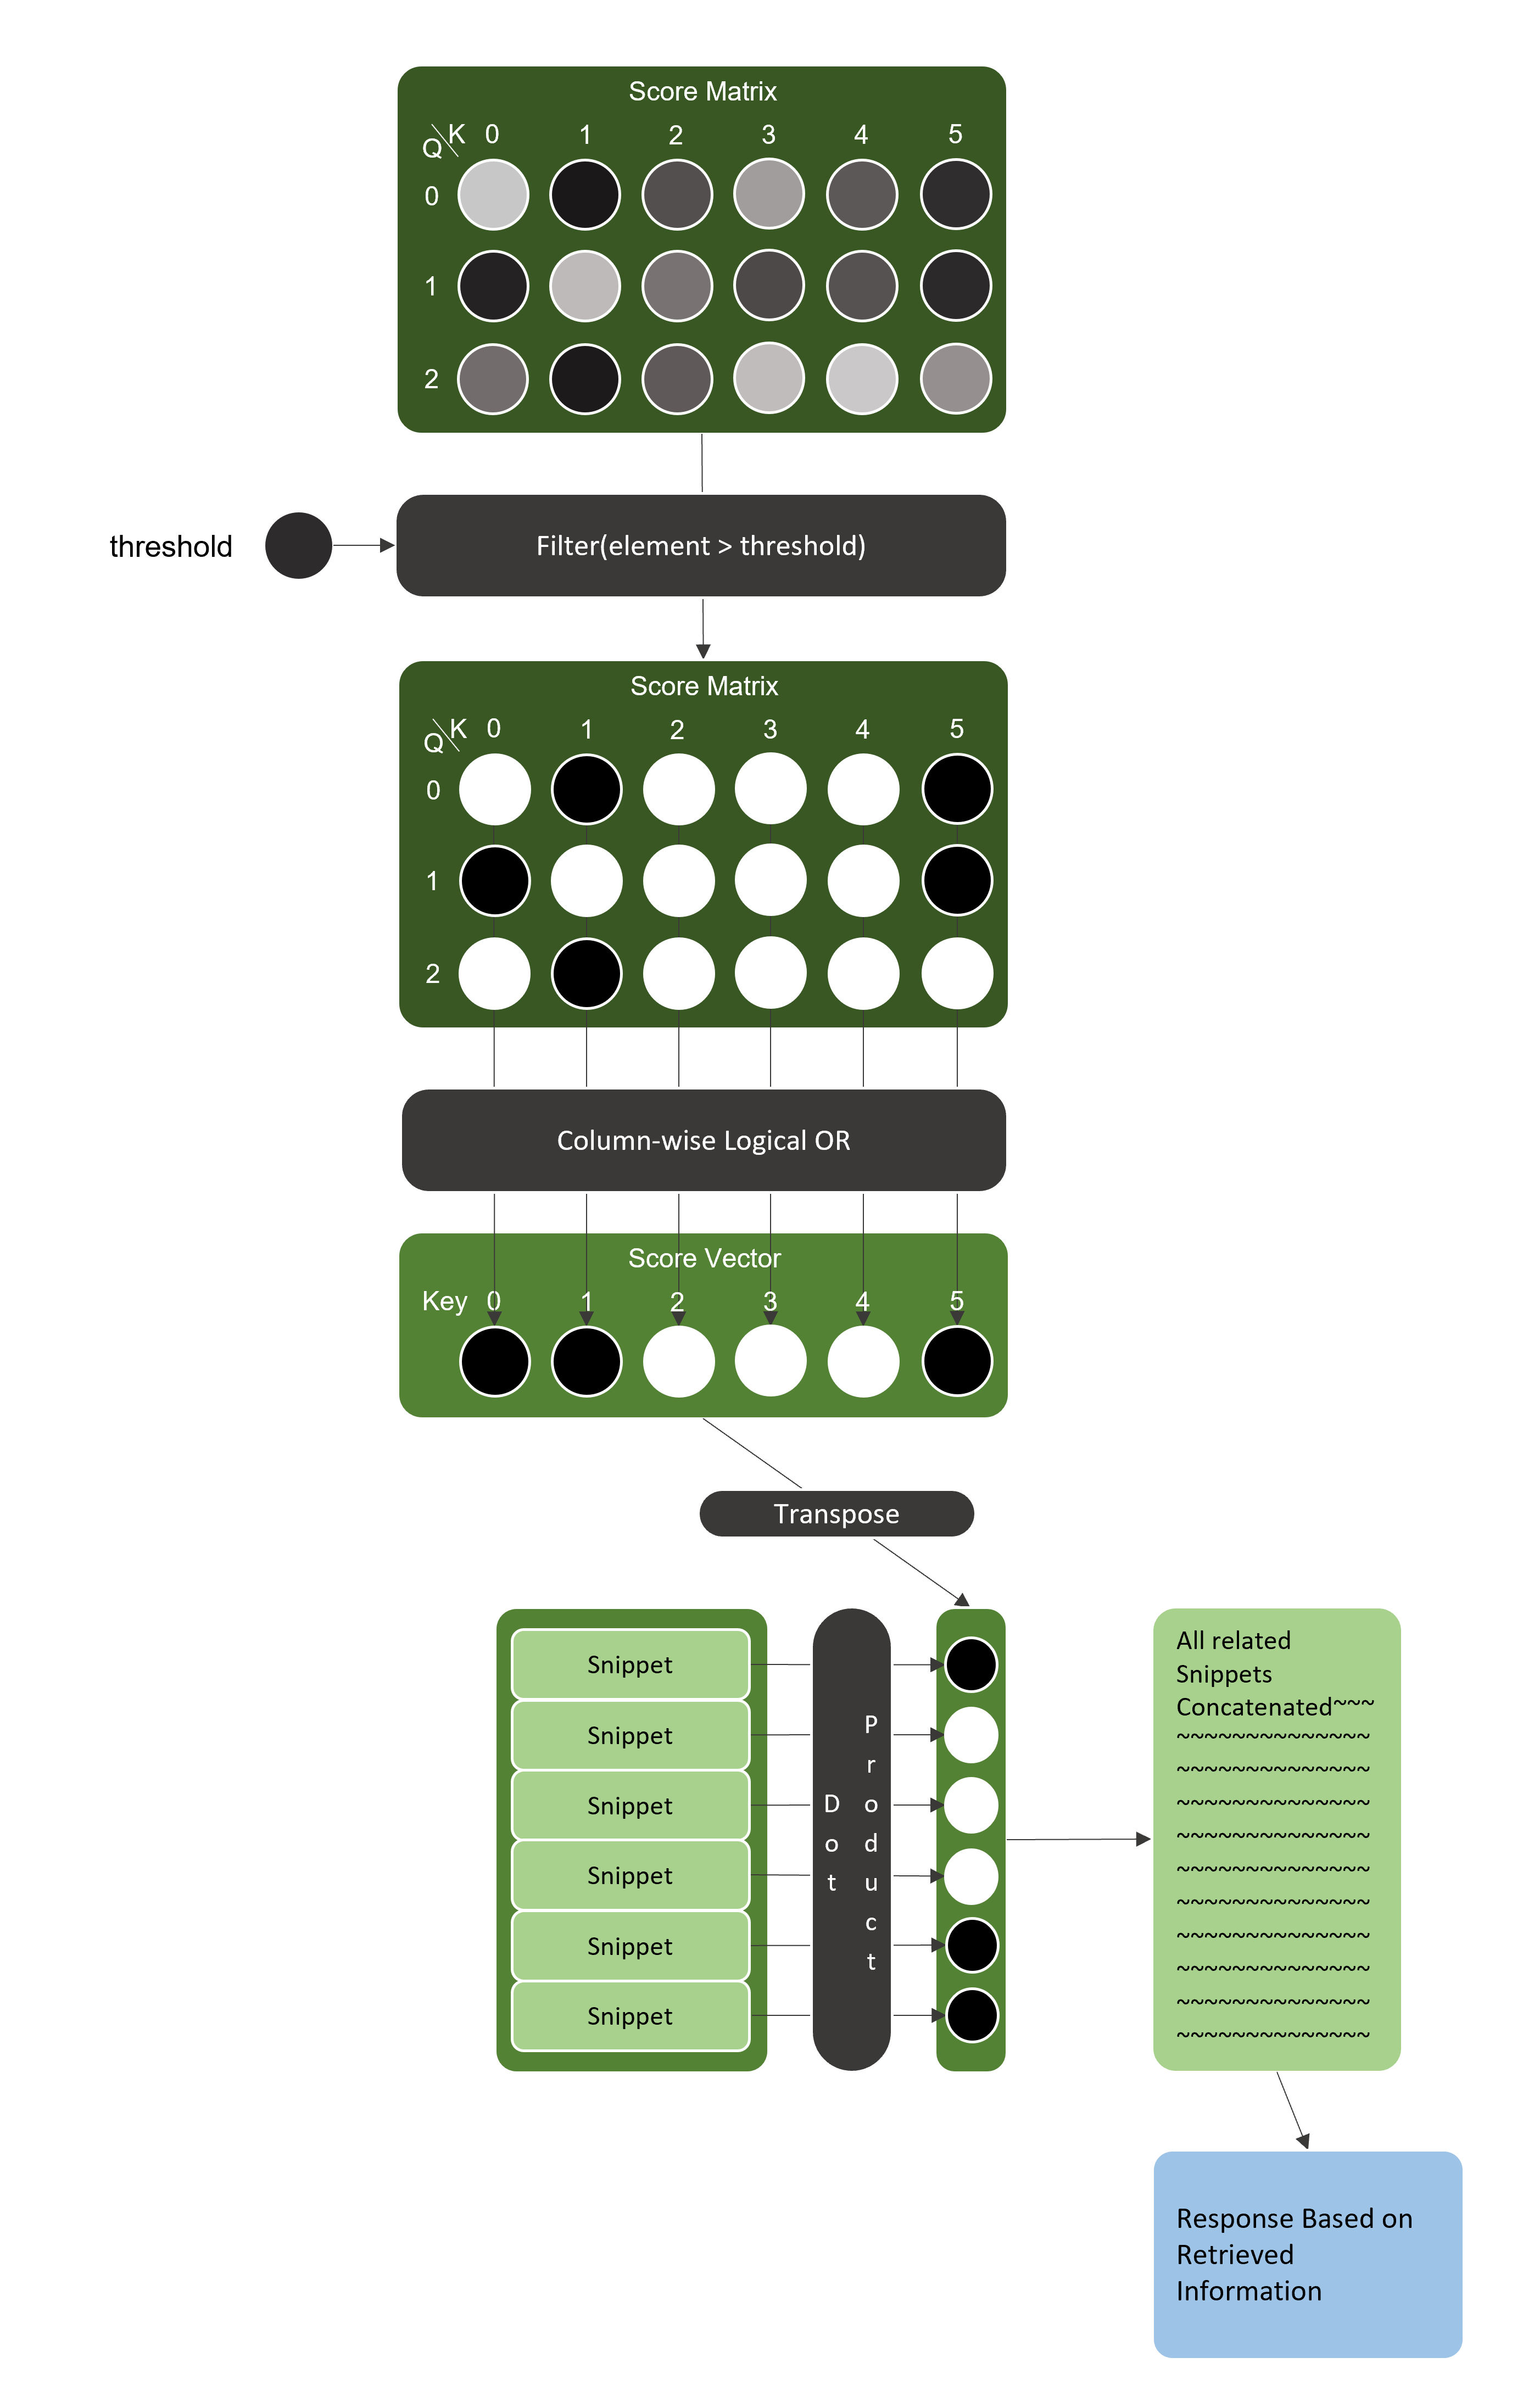 Score Matrix
Q K 0 1 2 3 4 5
0
1
2
threshold
Filter(element > threshold)
Score Matrix
Q K 0 1 2 3 4 5
0
1
2
Column-wise Logical OR
Score Vector
Key 0 1 2 3 4 5
Transpose
Snippet
Snippet
Snippet
Snippet
Snippet
Snippet
Dot
Product
All related
Snippets
Concatenated~~~
~~~~~~~~~~~~~~
~~~~~~~~~~~~~~
~~~~~~~~~~~~~~
~~~~~~~~~~~~~~
~~~~~~~~~~~~~~
~~~~~~~~~~~~~~
~~~~~~~~~~~~~~
~~~~~~~~~~~~~~
~~~~~~~~~~~~~~
~~~~~~~~~~~~~~
Response Based on
Retrieved
Information